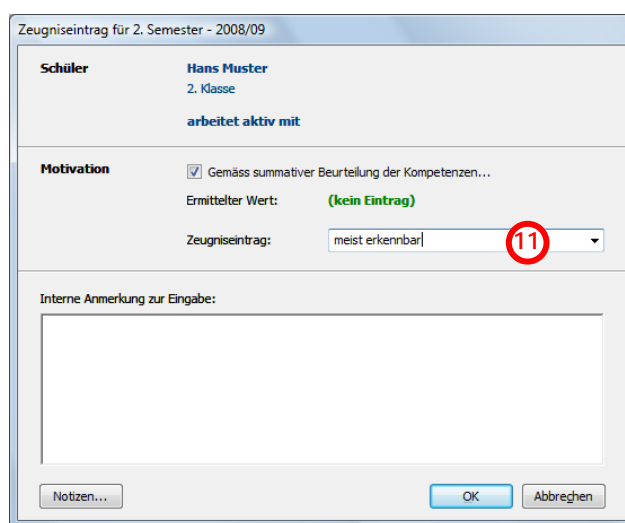 Zeugniseintrag für 2. Semester - 2008/09
Schüler Hans Muster
2. Klasse
arbeitet aktiv mit
Motivation Gemäss summativer Beurteilung der Kompetenzen...
Ermittelter Wert: (kein Eintrag)
Zeugniseintrag: meist erkennbar 11
Interne Anmerkung zur Eingabe:
Notizen... OK Abbrechen